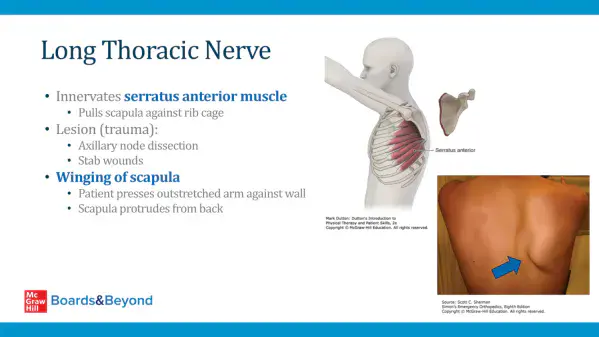 Long Thoracic Nerve
• Innervates serratus anterior muscle
• Pulls scapula against rib cage
• Lesion (trauma):
• Axillary node dissection
• Stab wounds
• Winging of scapula
• Patient presses outstretched arm against wall
• Scapula protrudes from back
Serratus anterior
Mark Dutton: Dutton's Introduction to
Physical Therapy and Patient Skills, 2e
Copyright © McGraw-Hill Education. All rights reserved.
Source: Scott C. Sherman
Simon's Emergency Orthopedics, Eighth Edition
Copyright © McGraw-Hill Education. All rights reserved.
Mc
Graw
Hill
Boards&Beyond